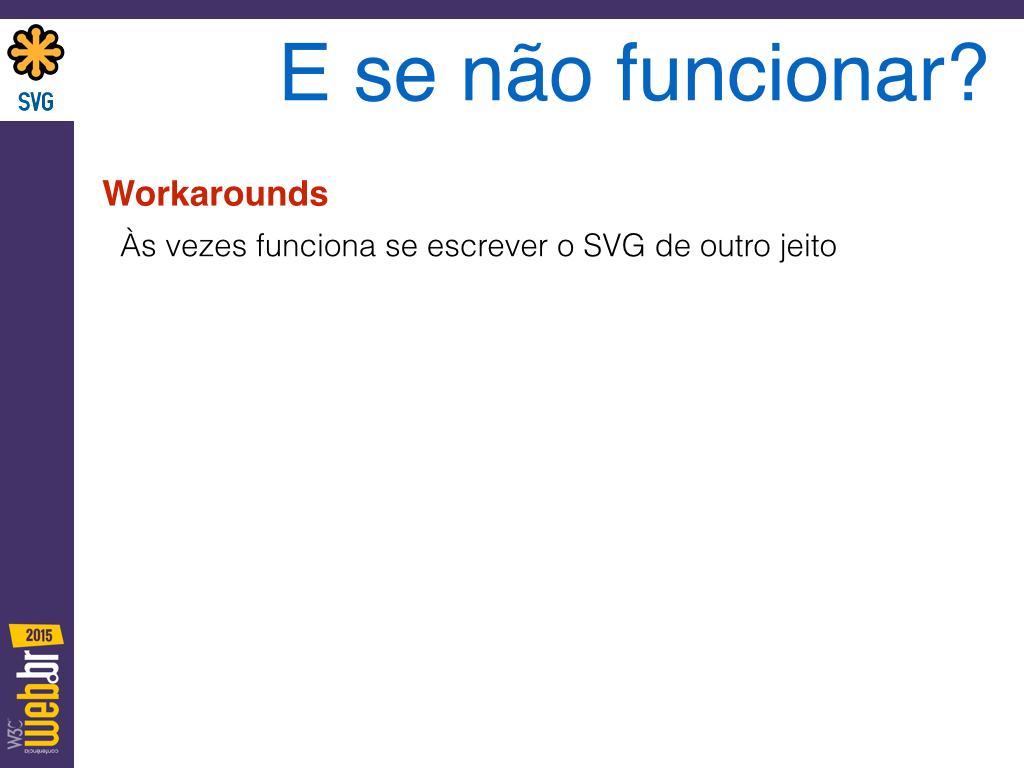 SVG
E se não funcionar?
Workarounds
Às vezes funciona se escrever o SVG de outro jeito
2015
web.br
W3C
conferência